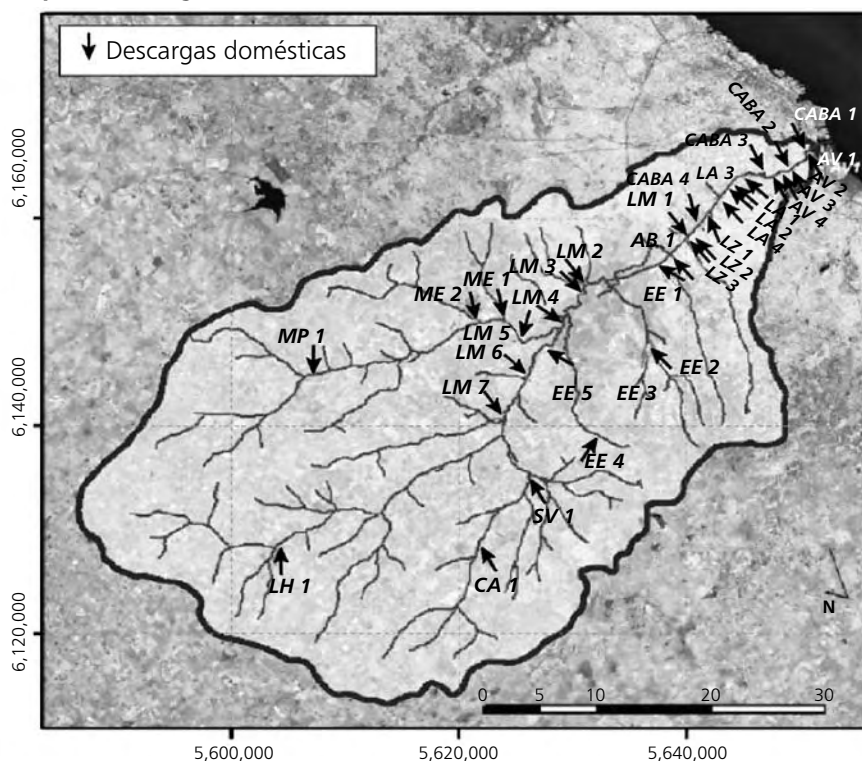 Descargas domésticas
CABA 1
CABA 2
CABA 3
CABA 4
AV 1
AV 2
AV 3
AV 4
LA 3
LA 1
LA 2
LA 4
LM 1
AB 1
LZ 1
LZ 2
LZ 3
EE 1
LM 2
LM 3
ME 1
ME 2
LM 4
LM 5
MP 1
LM 6
LM 7
EE 5
EE 3
EE 2
EE 4
SV 1
LH 1
CA 1
N
0 5 10 20 30
6,160,000
6,140,000
6,120,000
5,600,000 5,620,000 5,640,000